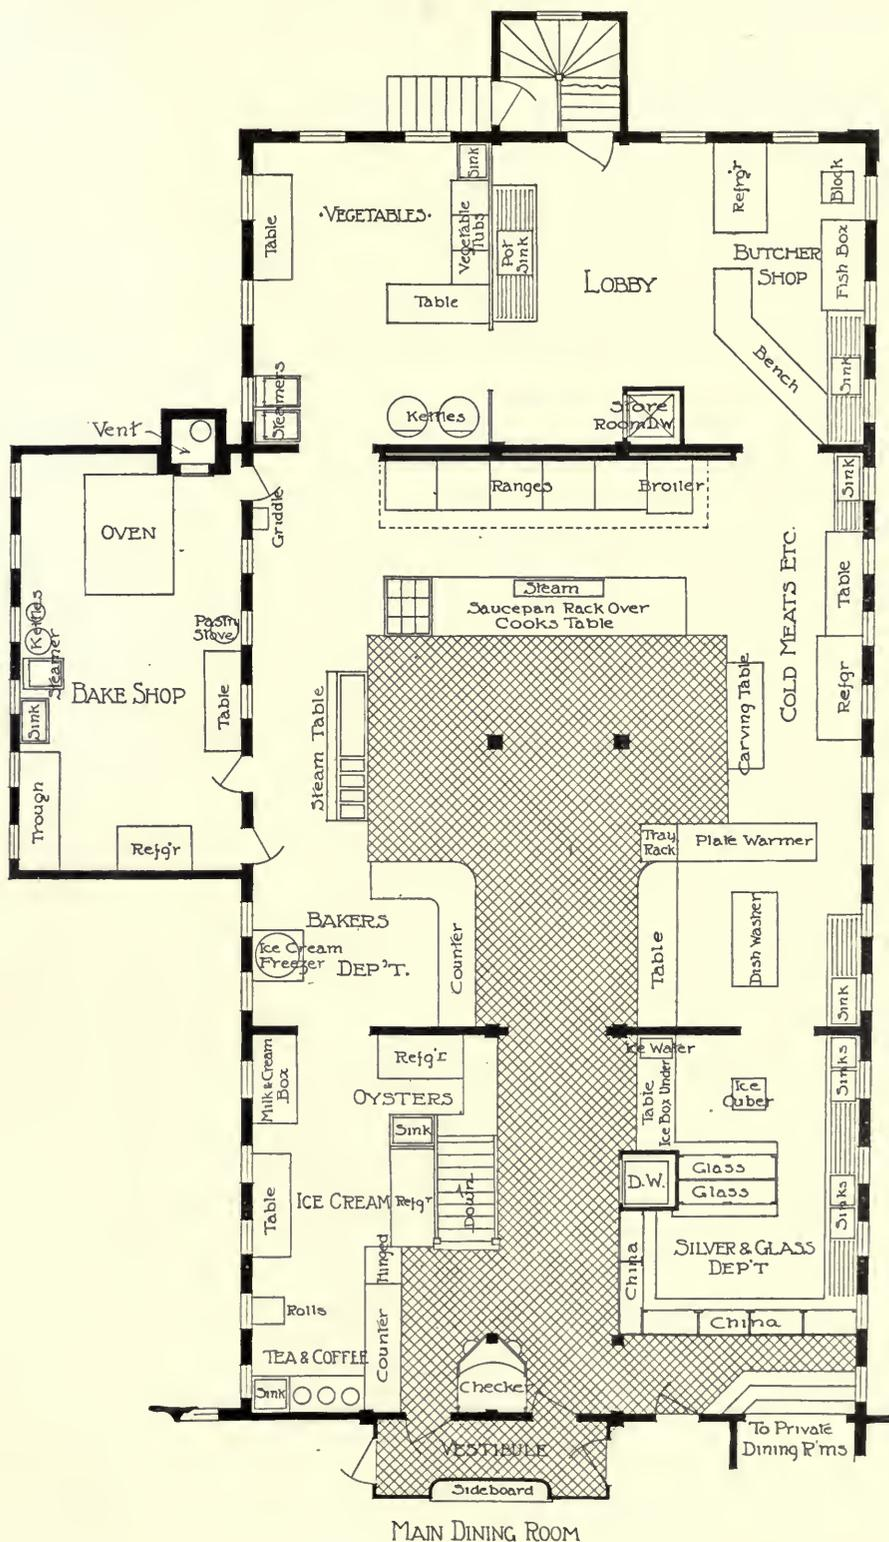 Sink
·VEGETABLES·
Table
Vegetable
Tubs
Pot
Sink
Table
LOBBY
Refrg'r
Block
BUTCHER
SHOP
Fish Box
Bench
Sink
Steamers
Kettles
Store
Room D.W.
Vent
OVEN
Griddle
Ranges
Broiler
Sink
COLD MEATS ETC.
Table
Refgr
Steam
Saucepan Rack Over
Cooks Table
Kettles
Steamer
Pastry
Stove
BAKE SHOP
Sink
Table
Trough
Refg'r
Steam Table
Carving Table
Tray
Rack
Plate Warmer
BAKERS
DEP'T.
Ice Cream
Freezer
Counter
Table
Dish Washer
Sink
Milk & Cream
Box
Refg'r
OYSTERS
Sink
Ice Water
Table
Ice Box Under
Ice
Cuber
Sinks
Table
ICE CREAM
Refg'r
Down
D.W.
Glass
Glass
Sinks
Hinged
China
SILVER & GLASS
DEP'T
Rolls
China
TEA & COFFEE
Counter
Sink
Checker
To Private
Dining R'ms
VESTIBULE
Sideboard
MAIN DINING ROOM